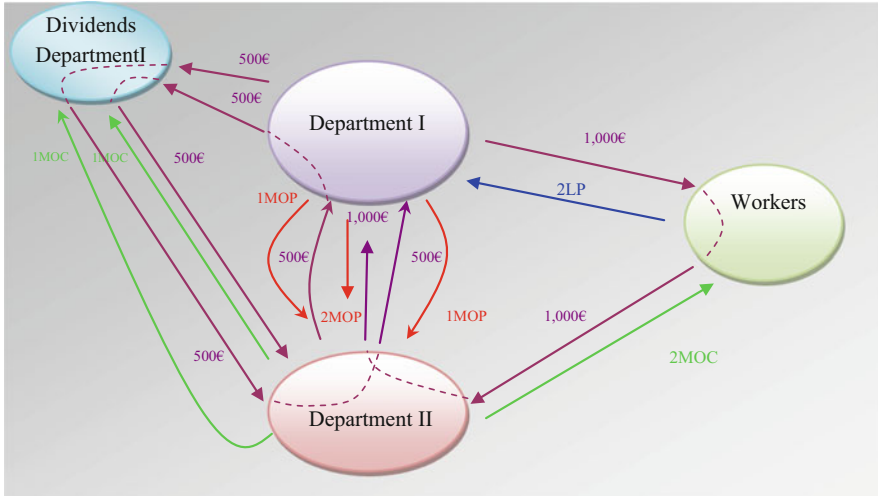 Dividends
DepartmentI
500€
500€
Department I
1,000€
2LP
Workers
1MOC
1MOC
500€
1MOP
1,000€
500€
500€
2MOP
1MOP
1,000€
500€
2MOC
Department II